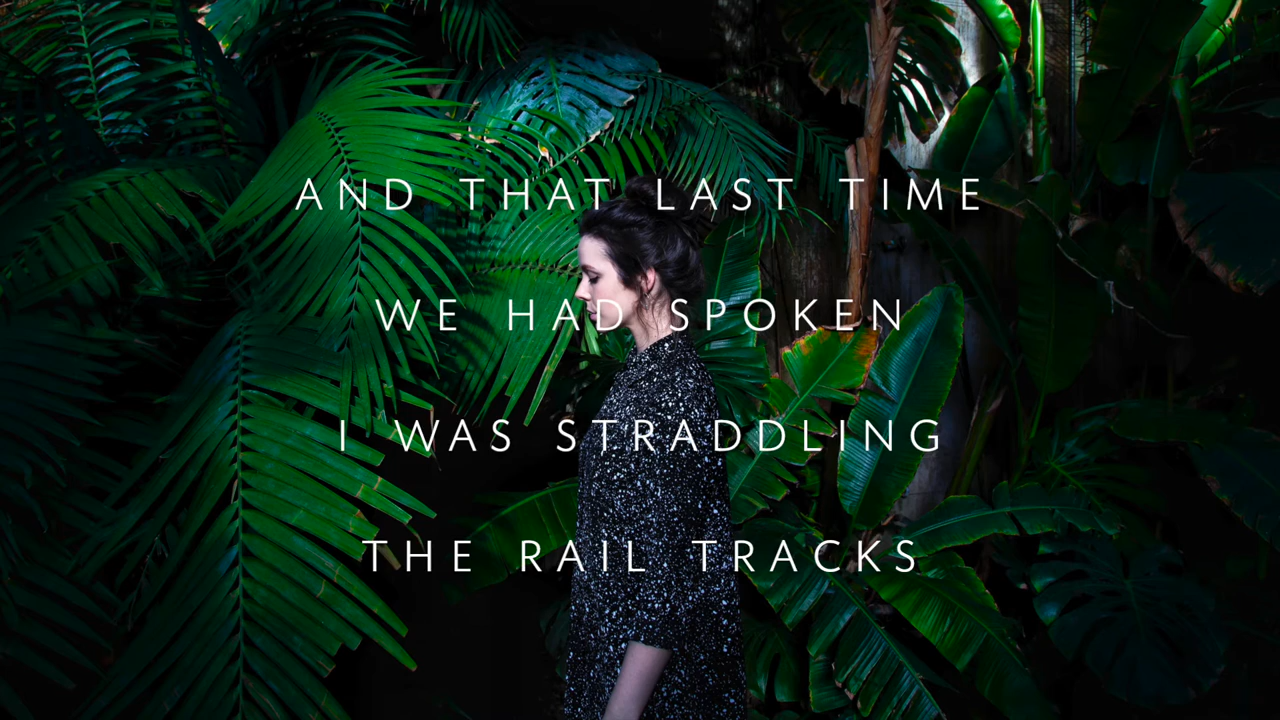 AND THAT LAST TIME
WE HAD SPOKEN
I WAS STRADDLING
THE RAIL TRACKS